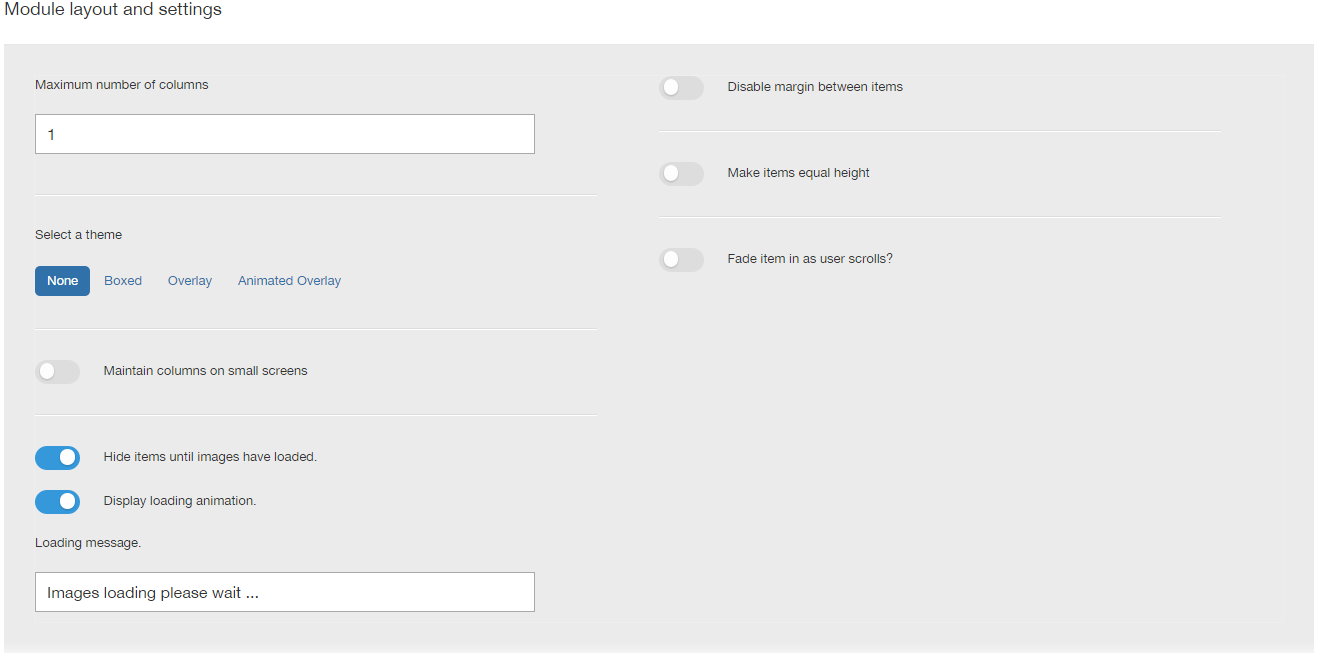 Module layout and settings
Maximum number of columns
1
Select a theme
None Boxed Overlay Animated Overlay
Maintain columns on small screens
Hide items until images have loaded.
Display loading animation.
Loading message.
Images loading please wait ...
Disable margin between items
Make items equal height
Fade item in as user scrolls?